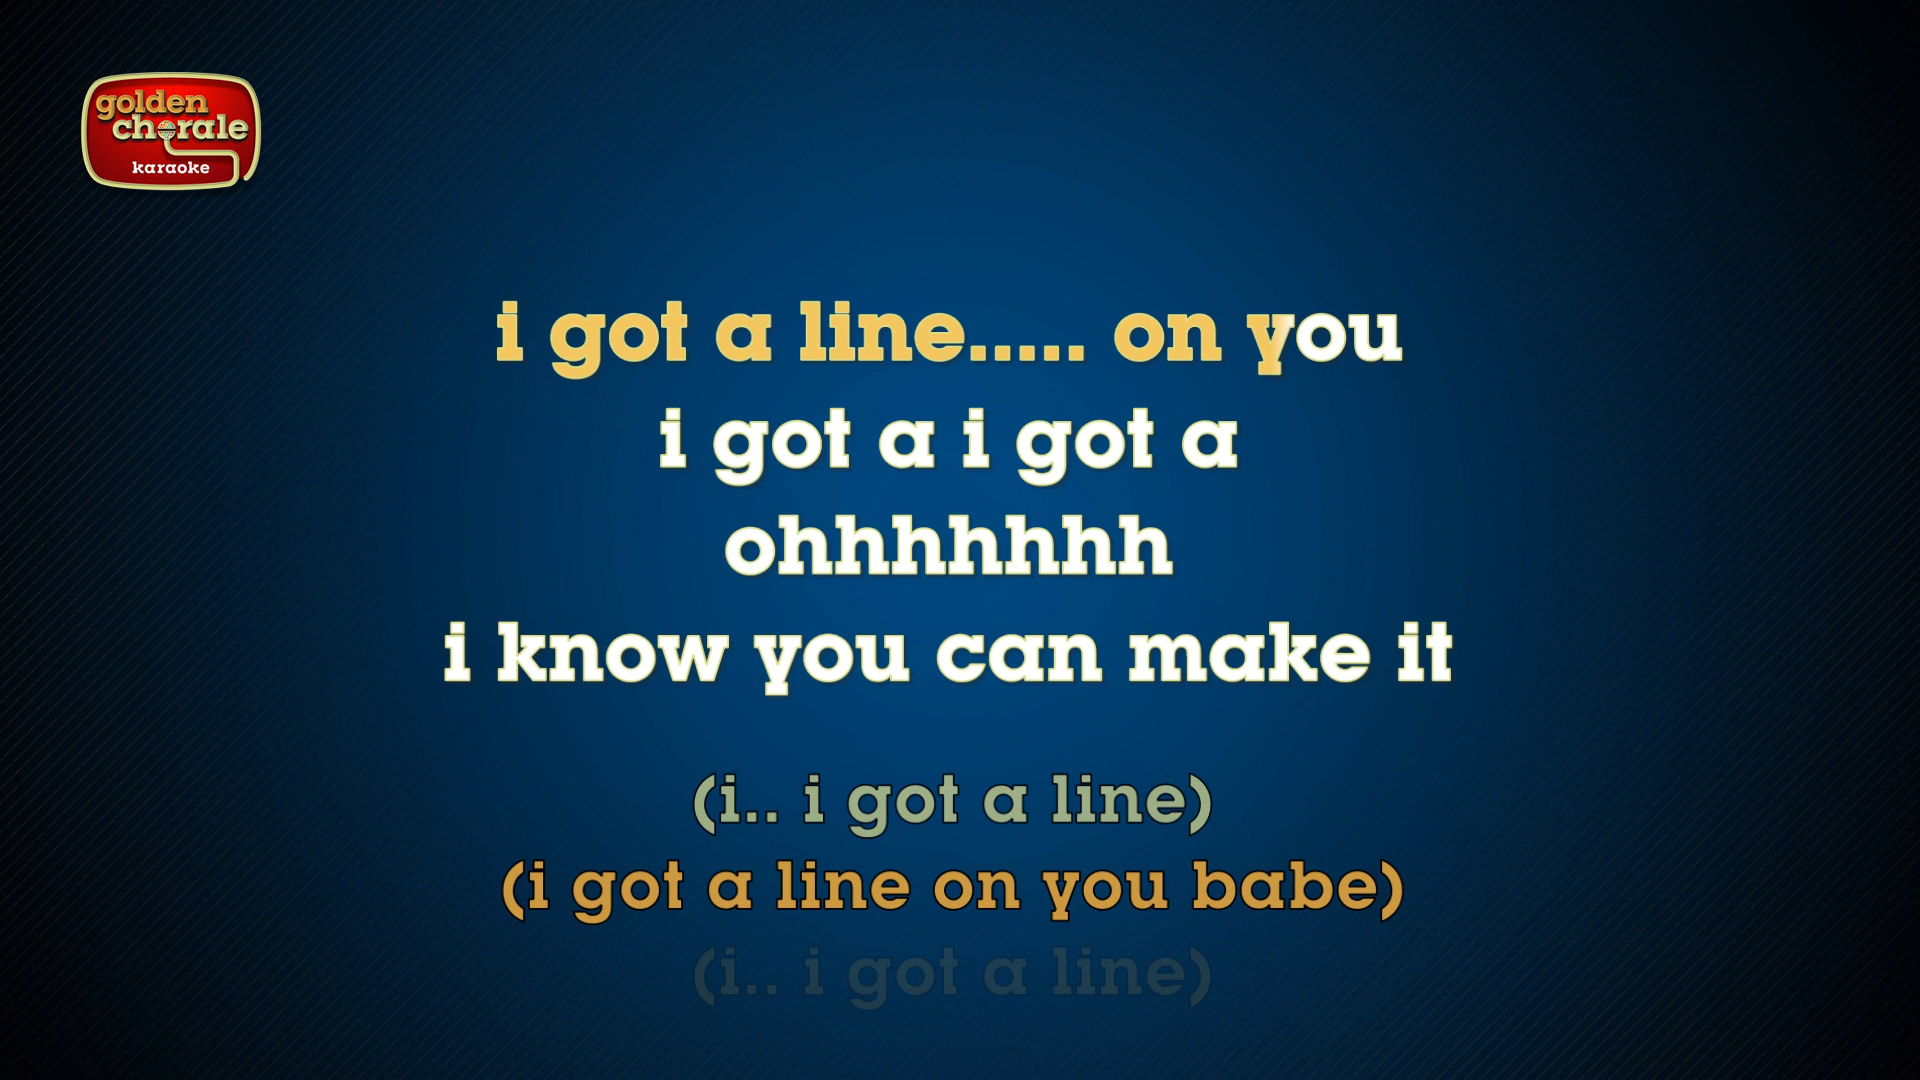 golden
chorale
karaoke
i got a line..... on you
i got a i got a
ohhhhhhh
i know you can make it
(i.. i got a line)
(i got a line on you babe)
(i.. i got a line)